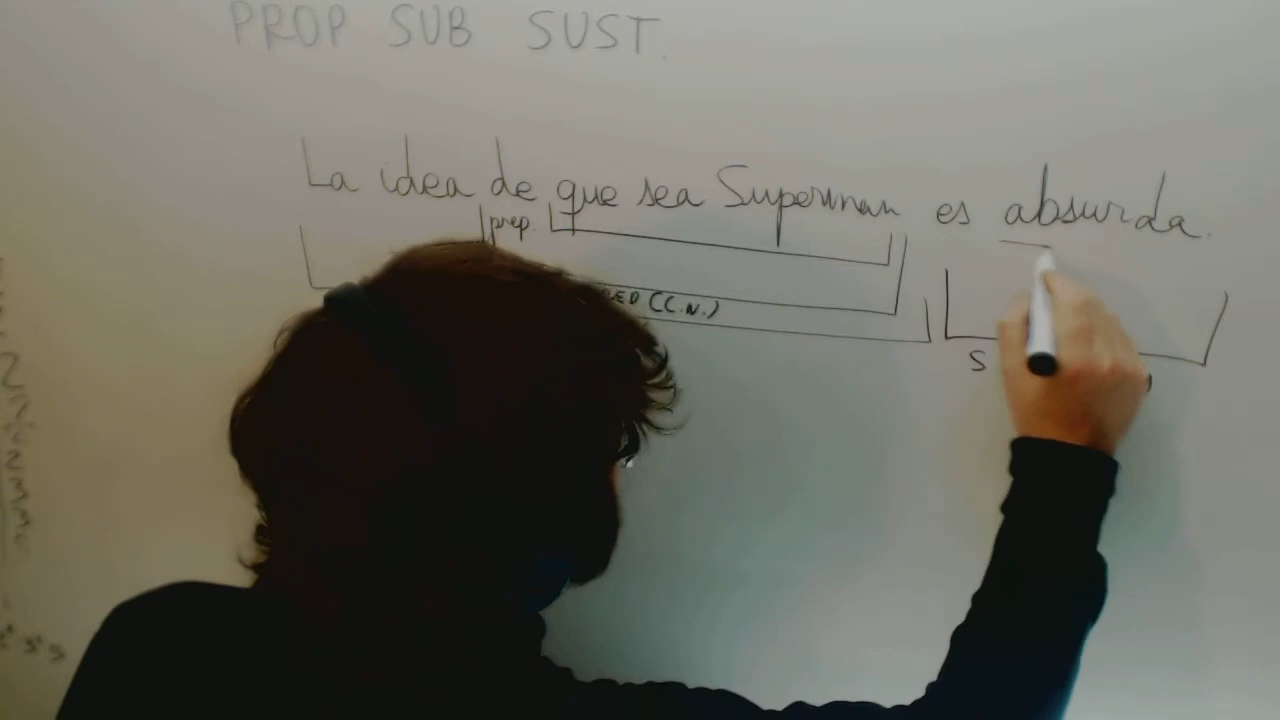 PROP SUB SUST.
La idea de que sea Superman es absurda.
prep.
(C.N.)
S